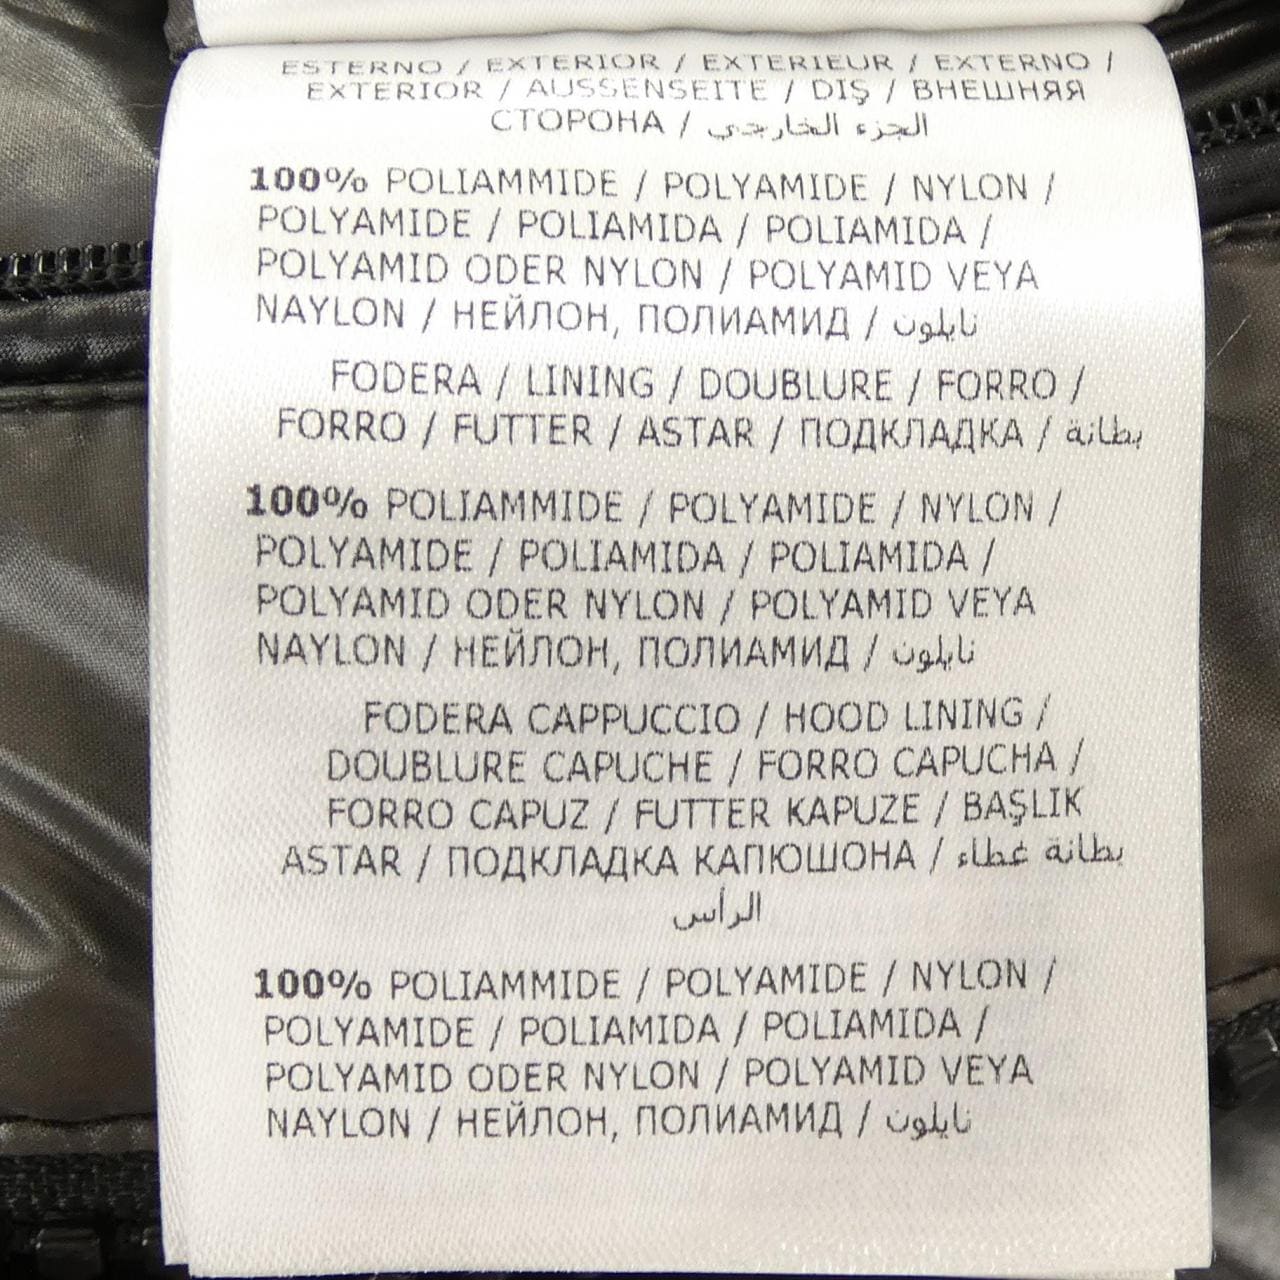 ESTERNO / EXTERIOR / EXTERIEUR / EXTERNO /
EXTERIOR / AUSSENSEITE / DIŞ / ВНЕШНЯЯ
СТОРОНА / الجزء الخارجي
100% POLIAMMIDE / POLYAMIDE / NYLON /
POLYAMIDE / POLIAMIDA / POLIAMIDA /
POLYAMID ODER NYLON / POLYAMID VEYA
NAYLON / НЕЙЛОН, ПОЛИАМИД / نايلون
FODERA / LINING / DOUBLURE / FORRO /
FORRO / FUTTER / ASTAR / ПОДКЛАДКА / بطانة
100% POLIAMMIDE / POLYAMIDE / NYLON /
POLYAMIDE / POLIAMIDA / POLIAMIDA /
POLYAMID ODER NYLON / POLYAMID VEYA
NAYLON / НЕЙЛОН, ПОЛИАМИД / نايلون
FODERA CAPPUCCIO / HOOD LINING /
DOUBLURE CAPUCHE / FORRO CAPUCHA /
FORRO CAPUZ / FUTTER KAPUZE / BAŞLIK
ASTAR / ПОДКЛАДКА КАПЮШОНА / بطانة غطاء
الرأس
100% POLIAMMIDE / POLYAMIDE / NYLON /
POLYAMIDE / POLIAMIDA / POLIAMIDA /
POLYAMID ODER NYLON / POLYAMID VEYA
NAYLON / НЕЙЛОН, ПОЛИАМИД / نايلون